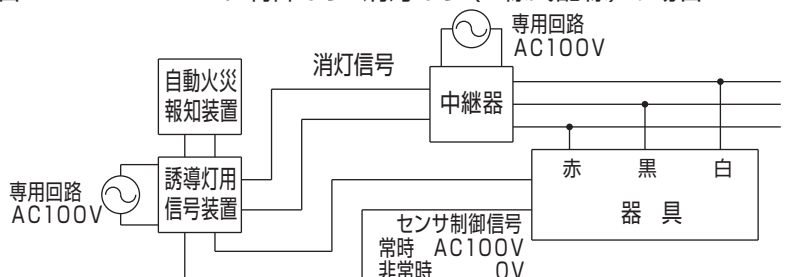 専用回路
AC100V
消灯信号
自動火災
報知装置
中継器
赤 黒 白
誘導灯用
信号装置
専用回路
AC100V
器 具
センサ制御信号
常時 AC100V
非常時 0V